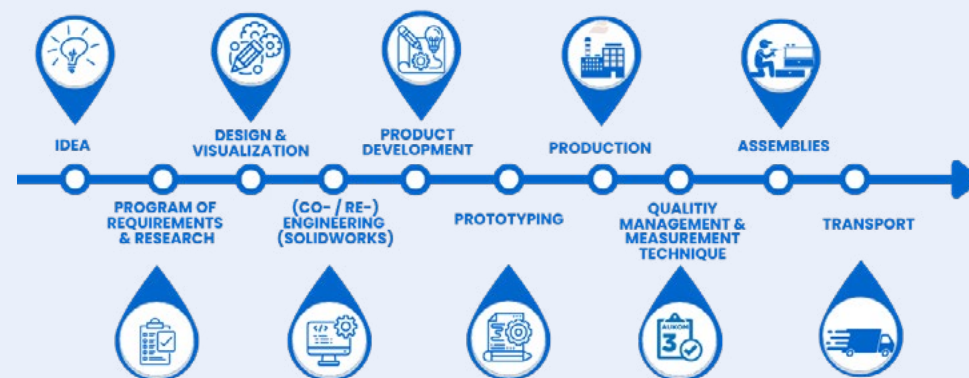 IDEA
DESIGN &
VISUALIZATION
PRODUCT
DEVELOPMENT
PRODUCTION
ASSEMBLIES
PROGRAM OF
REQUIREMENTS
& RESEARCH
(CO- / RE-)
ENGINEERING
(SOLIDWORKS)
PROTOTYPING
QUALITIY
MANAGEMENT &
MEASUREMENT
TECHNIQUE
TRANSPORT
</>
AUKOM
3